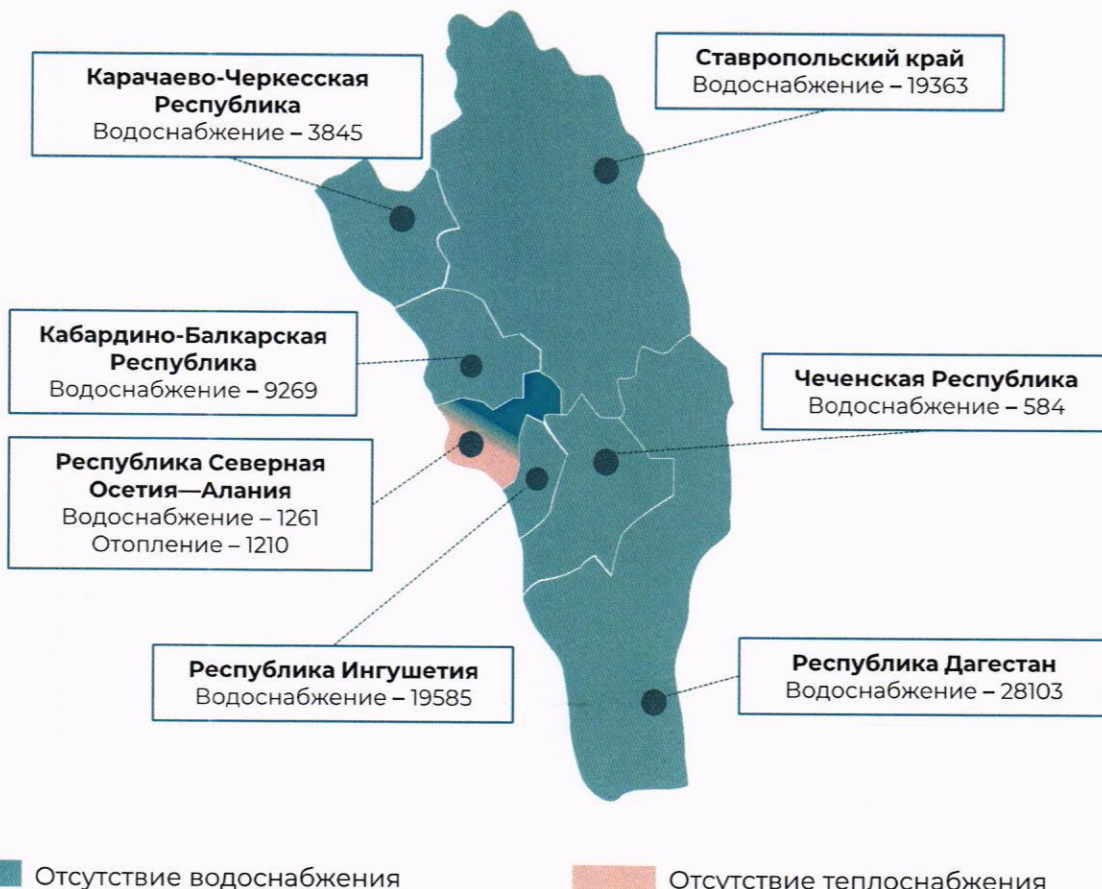 Карачаево-Черкесская
Республика
Водоснабжение – 3845
Ставропольский край
Водоснабжение – 19363
Кабардино-Балкарская
Республика
Водоснабжение – 9269
Чеченская Республика
Водоснабжение – 584
Республика Северная
Осетия—Алания
Водоснабжение – 1261
Отопление – 1210
Республика Ингушетия
Водоснабжение – 19585
Республика Дагестан
Водоснабжение – 28103
Отсутствие водоснабжения
Отсутствие теплоснабжения